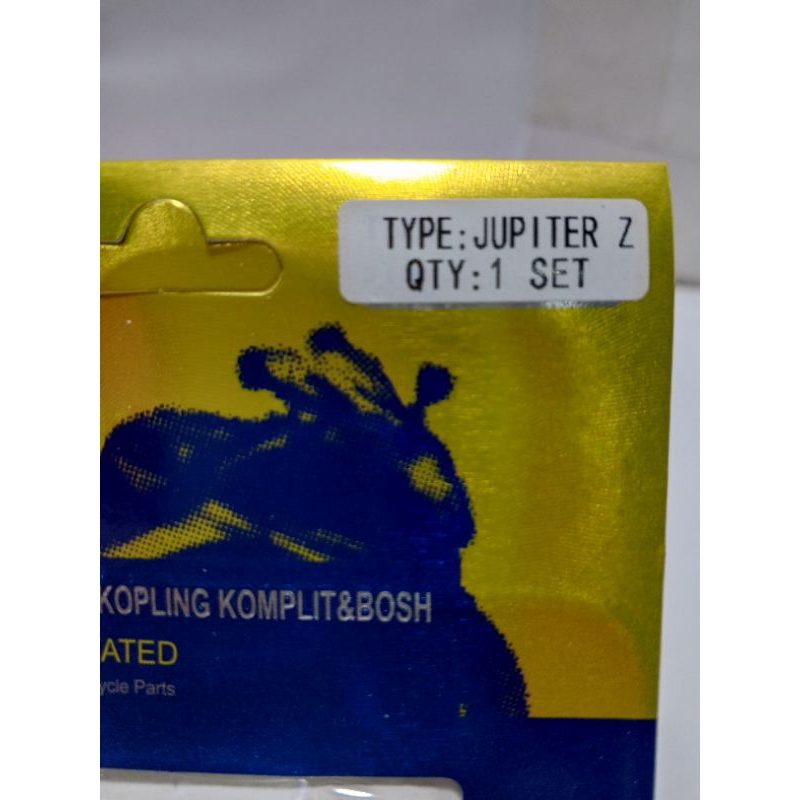 TYPE:JUPITER Z
QTY:1 SET
KOPLING KOMPLIT&BOSH
ATED
ycle Parts